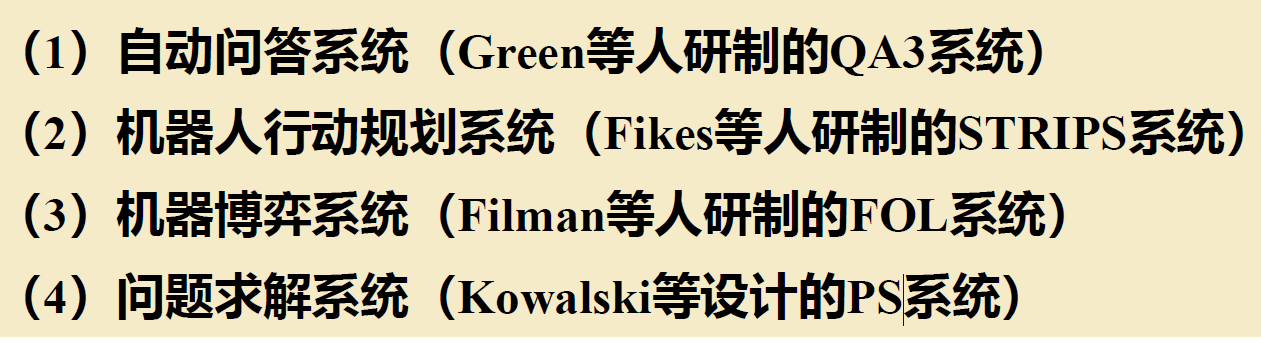 （1）自动问答系统（Green等人研制的QA3系统）
（2）机器人行动规划系统（Fikes等人研制的STRIPS系统）
（3）机器博弈系统（Filman等人研制的FOL系统）
（4）问题求解系统（Kowalski等设计的PS系统）